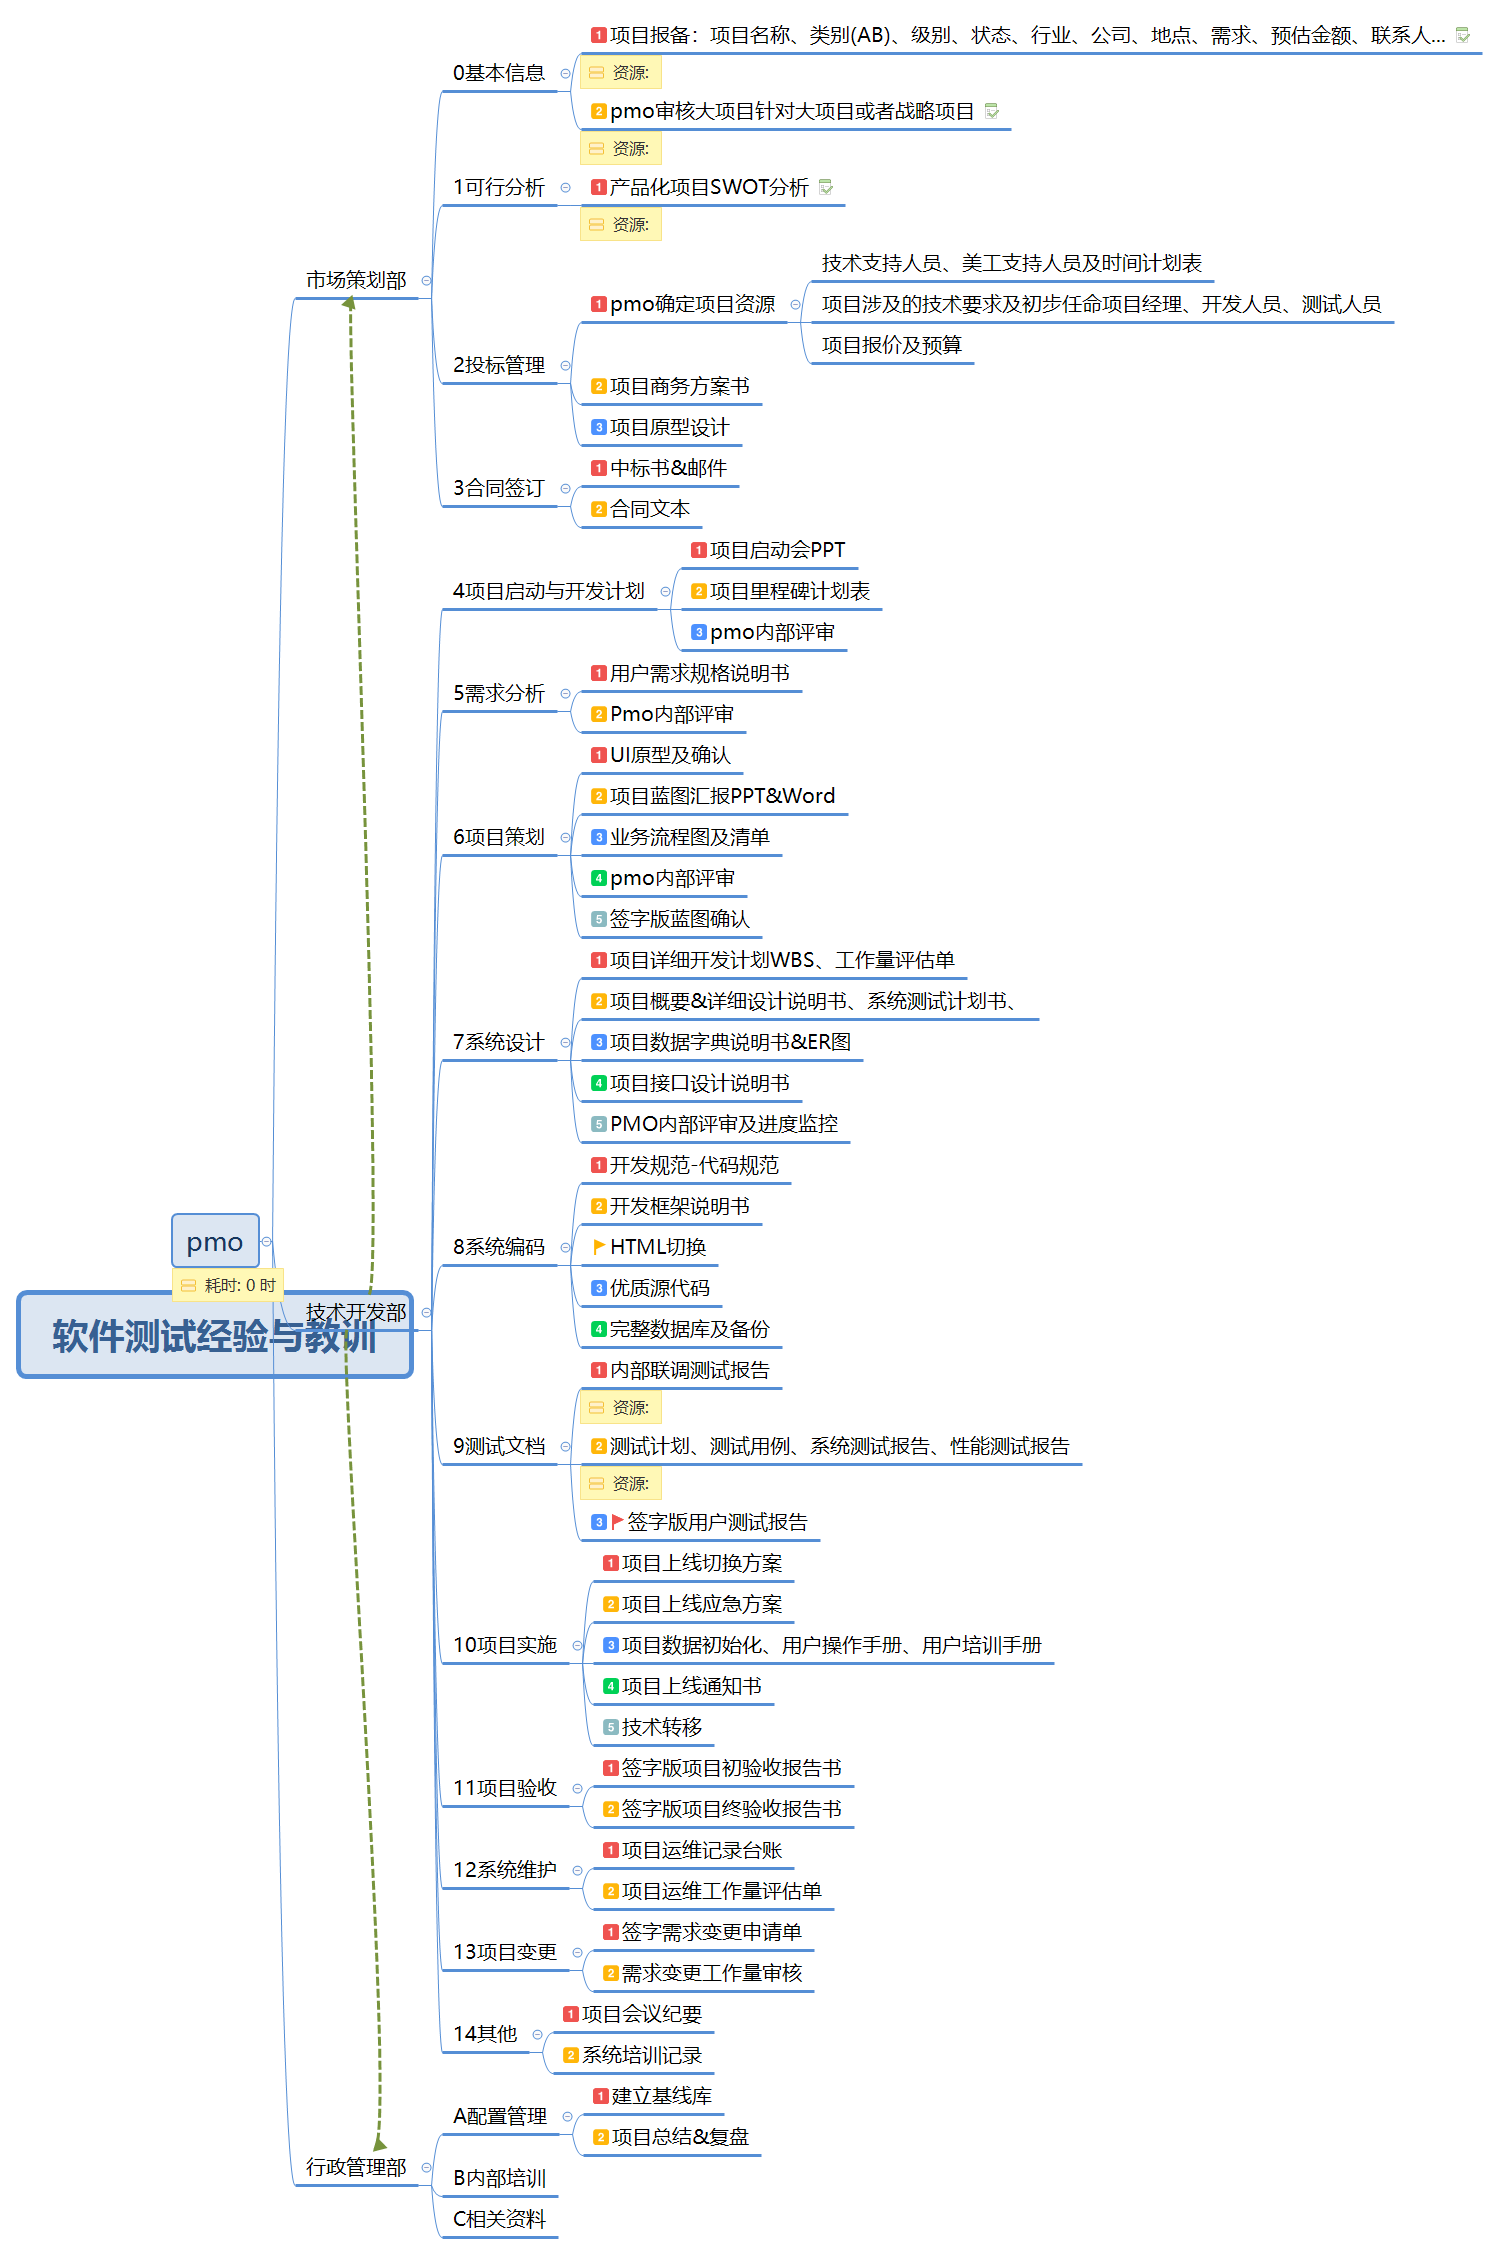 软件测试经验与教训
pmo
耗时: 0 时
市场策划部
0基本信息
1项目报备：项目名称、类别(AB)、级别、状态、行业、公司、地点、需求、预估金额、联系人...
资源:
2pmo审核大项目针对大项目或者战略项目
资源:
1可行分析
1产品化项目SWOT分析
资源:
2投标管理
1pmo确定项目资源
技术支持人员、美工支持人员及时间计划表
项目涉及的技术要求及初步任命项目经理、开发人员、测试人员
项目报价及预算
2项目商务方案书
3项目原型设计
3合同签订
1中标书&邮件
2合同文本
技术开发部
4项目启动与开发计划
1项目启动会PPT
2项目里程碑计划表
3pmo内部评审
5需求分析
1用户需求规格说明书
2Pmo内部评审
6项目策划
1UI原型及确认
2项目蓝图汇报PPT&Word
3业务流程图及清单
4pmo内部评审
5签字版蓝图确认
7系统设计
1项目详细开发计划WBS、工作量评估单
2项目概要&详细设计说明书、系统测试计划书、
3项目数据字典说明书&ER图
4项目接口设计说明书
5PMO内部评审及进度监控
8系统编码
1开发规范-代码规范
2开发框架说明书
HTML切换
3优质源代码
4完整数据库及备份
9测试文档
1内部联调测试报告
资源:
2测试计划、测试用例、系统测试报告、性能测试报告
资源:
3签字版用户测试报告
10项目实施
1项目上线切换方案
2项目上线应急方案
3项目数据初始化、用户操作手册、用户培训手册
4项目上线通知书
5技术转移
11项目验收
1签字版项目初验收报告书
2签字版项目终验收报告书
12系统维护
1项目运维记录台账
2项目运维工作量评估单
13项目变更
1签字需求变更申请单
2需求变更工作量审核
14其他
1项目会议纪要
2系统培训记录
行政管理部
A配置管理
1建立基线库
2项目总结&复盘
B内部培训
C相关资料